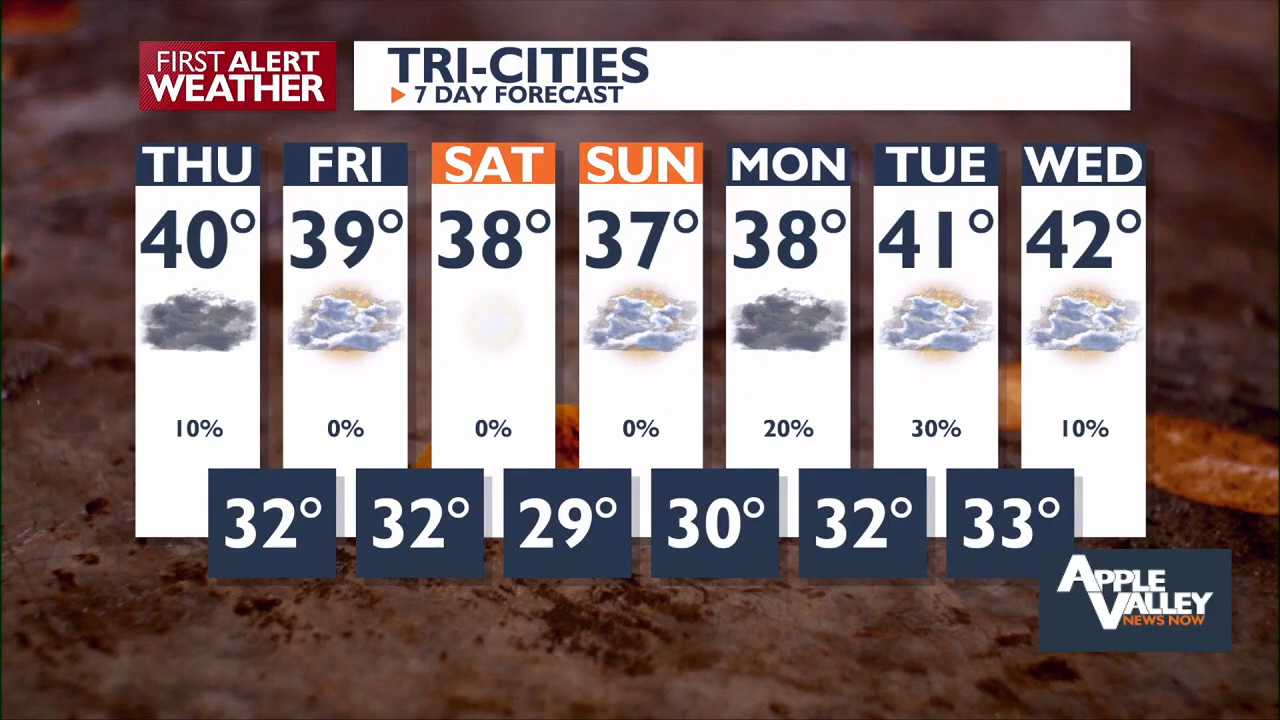 FIRST ALERT
WEATHER
TRI-CITIES
7 DAY FORECAST
THU FRI SAT SUN MON TUE WED
40° 39° 38° 37° 38° 41° 42°
10% 0% 0% 0% 20% 30% 10%
32° 32° 29° 30° 32° 33°
APPLE
VALLEY
NEWS NOW